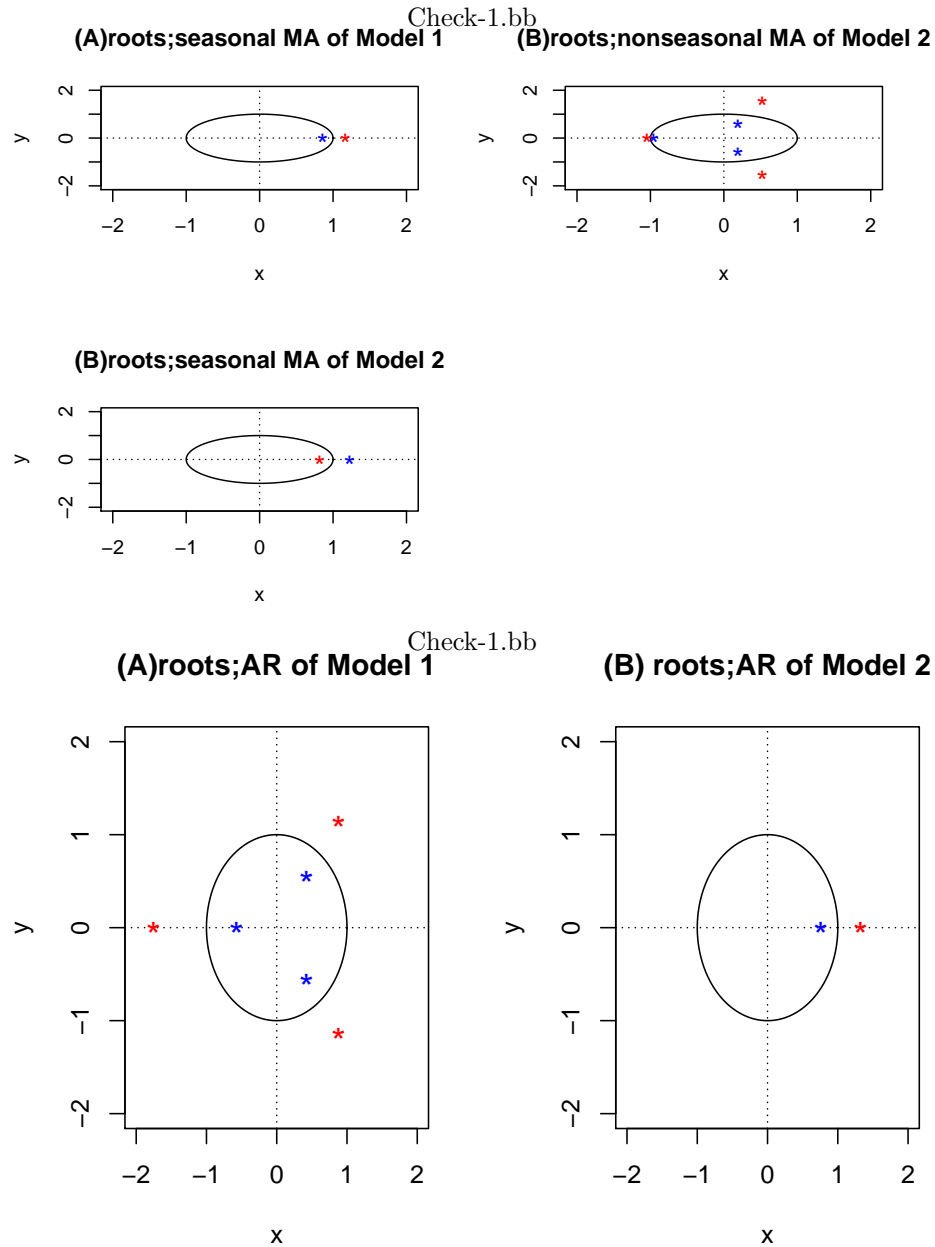 Check-1.bb
(A)roots;seasonal MA of Model 1
(B)roots;nonseasonal MA of Model 2
y
2
0
−2
−2 −1 0 1 2
x
y
2
0
−2
−2 −1 0 1 2
x
(B)roots;seasonal MA of Model 2
y
2
0
−2
−2 −1 0 1 2
x
Check-1.bb
(A)roots;AR of Model 1
(B) roots;AR of Model 2
y
2
1
0
−1
−2
−2 −1 0 1 2
x
y
2
1
0
−1
−2
−2 −1 0 1 2
x